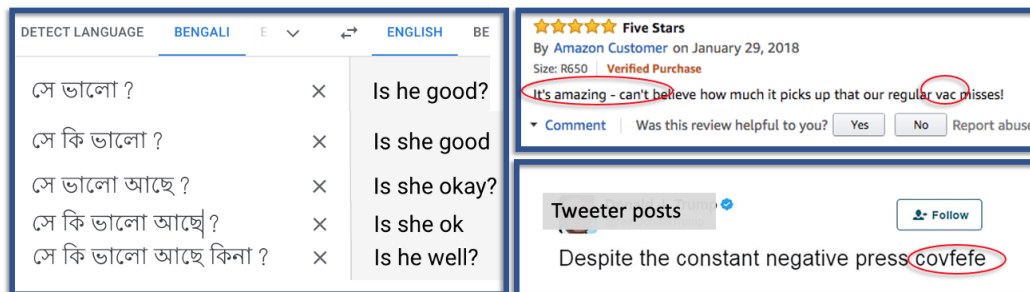 DETECT LANGUAGE BENGALI E ENGLISH BE
সে ভালো ? × Is he good?
সে কি ভালো ? × Is she good
সে ভালো আছে ? × Is she okay?
সে কি ভালো আছে ? × Is she ok
সে কি ভালো আছে কিনা ? × Is he well?
Five Stars
By Amazon Customer on January 29, 2018
Size: R650 Verified Purchase
It's amazing - can't believe how much it picks up that our regular vac misses!
Comment Was this review helpful to you? Yes No Report abuse
Tweeter posts
Follow
Despite the constant negative press covfefe